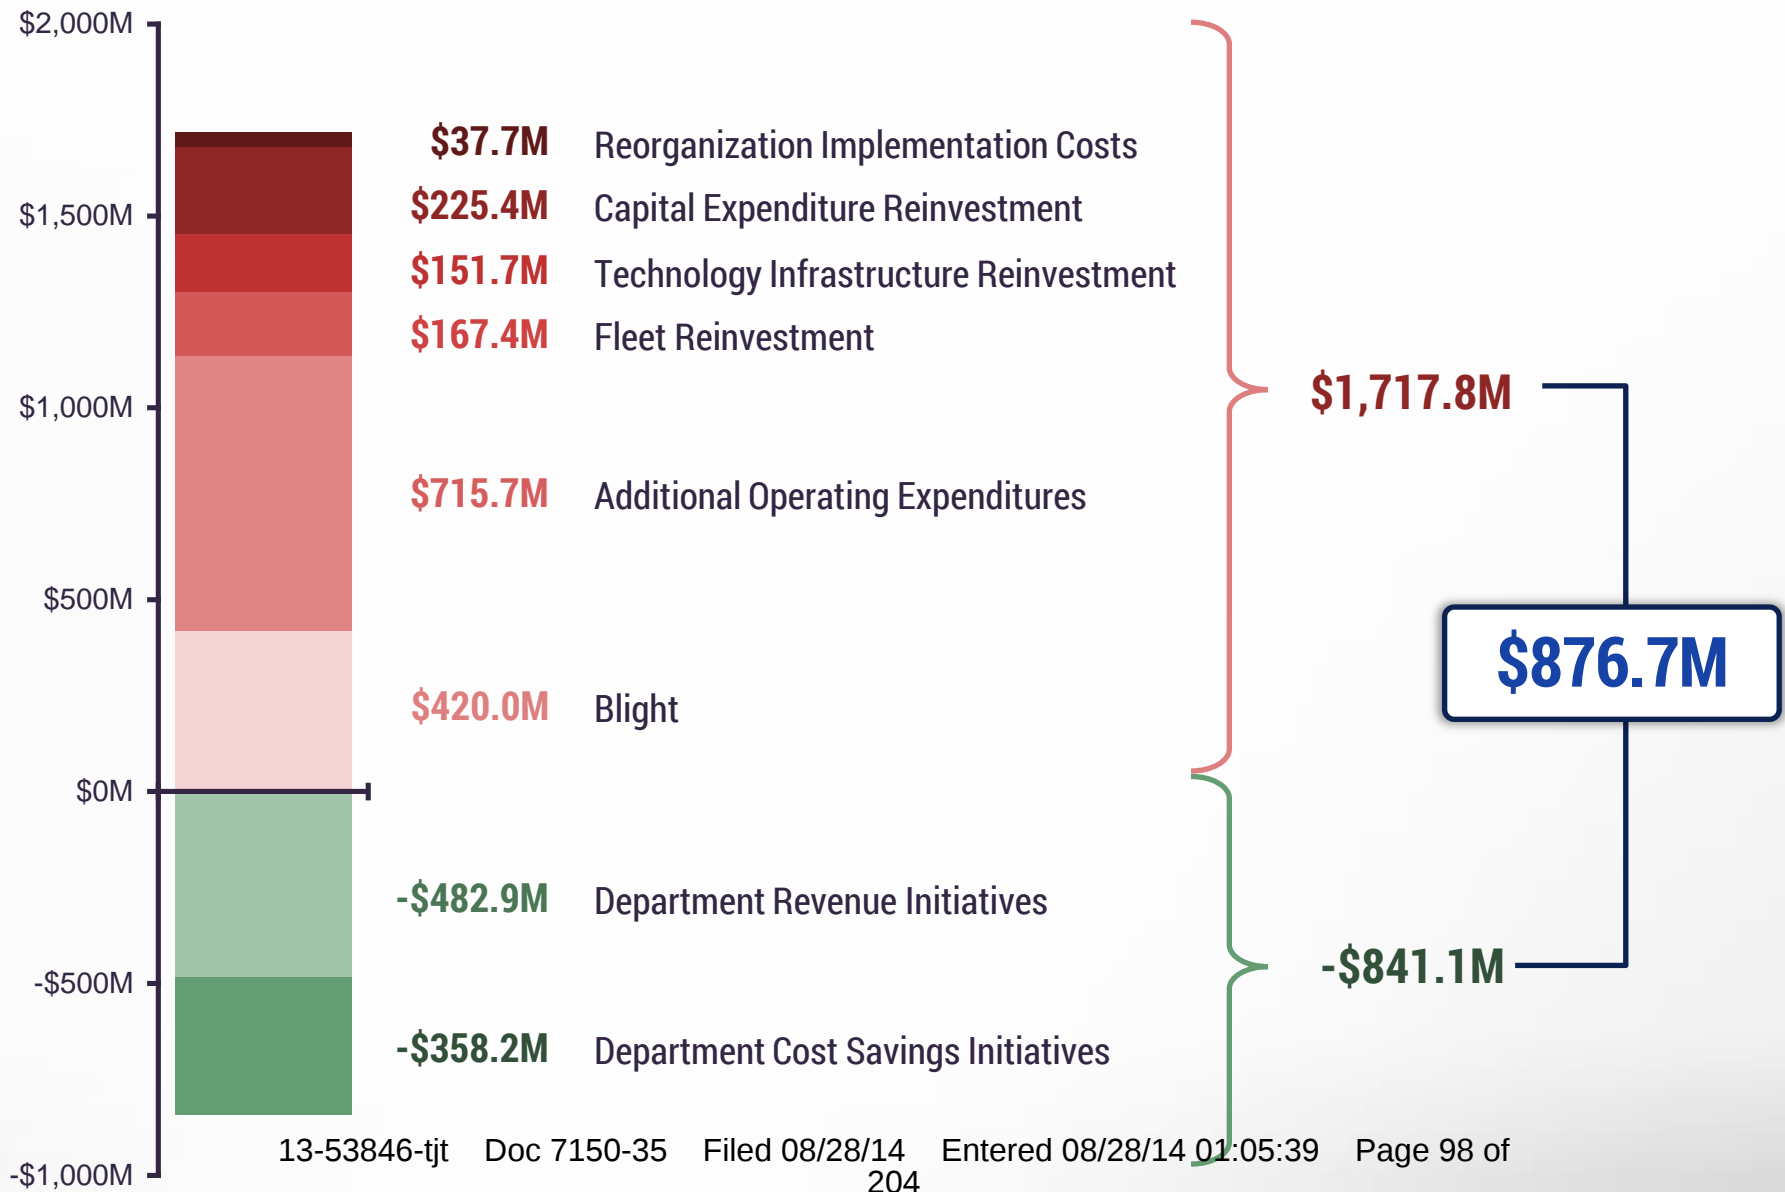 $2,000M
$37.7M Reorganization Implementation Costs
$225.4M Capital Expenditure Reinvestment
$1,500M
$151.7M Technology Infrastructure Reinvestment
$167.4M Fleet Reinvestment
$1,717.8M
$1,000M
$715.7M Additional Operating Expenditures
$500M
$876.7M
$420.0M Blight
$0M
-$482.9M Department Revenue Initiatives
-$841.1M
-$500M
-$358.2M Department Cost Savings Initiatives
13-53846-tjt Doc 7150-35 Filed 08/28/14 Entered 08/28/14 01:05:39 Page 98 of
204
-$1,000M